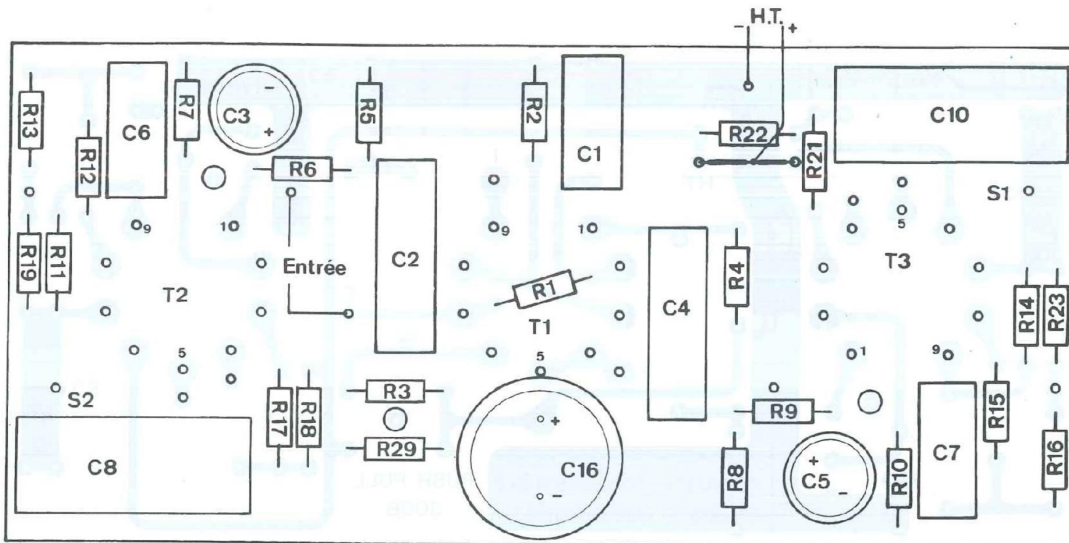 – H.T. +
R13
C6
R7
C3
–
+
R5
R2
C1
R22
C10
R12
R6
R21
S1
9
1
9
1
5
R19
R11
Entrée
C2
R1
R4
T3
T2
C4
T1
R14
R23
5
5
1
9
S2
R17
R18
R3
R9
R15
R29
+
C8
C16
–
R8
+
C5
–
R10
C7
R16